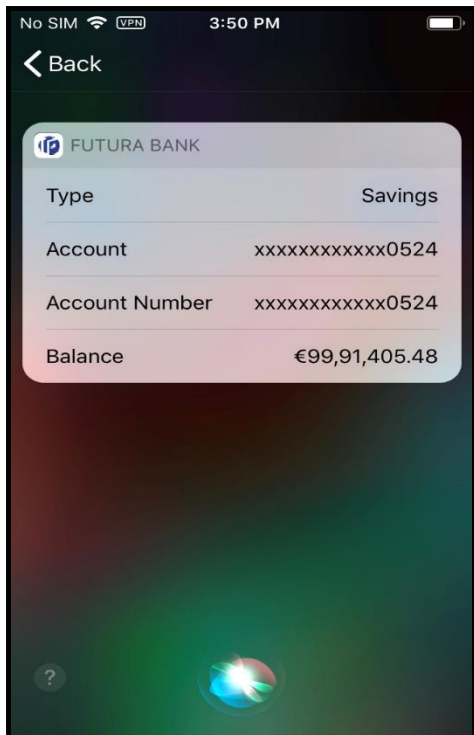 No SIM VPN 3:50 PM
Back
FUTURA BANK
Type Savings
Account xxxxxxxxxxxx0524
Account Number xxxxxxxxxxxx0524
Balance €99,91,405.48
?